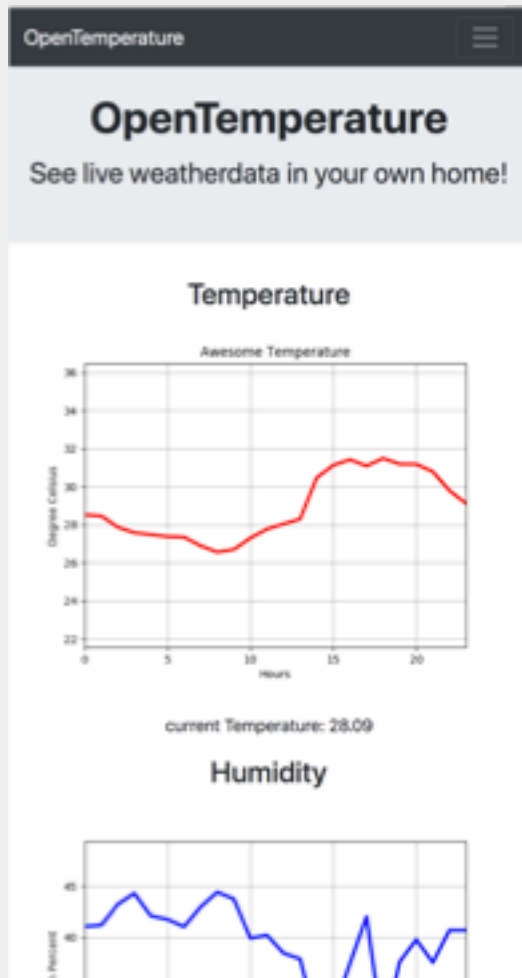 OpenTemperature
OpenTemperature
See live weatherdata in your own home!
Temperature
Awesome Temperature
36
34
32
30
28
26
24
22
Degree Celsius
0 5 10 15 20
Hours
current Temperature: 28.09
Humidity
45
40
Percent